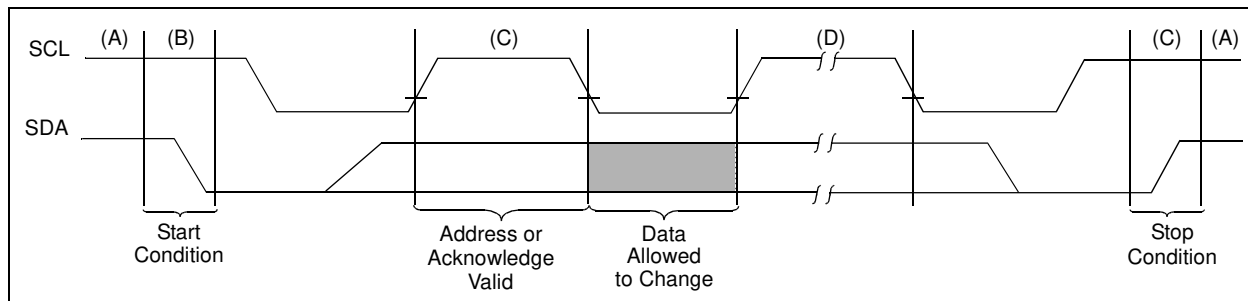 (A) (B) (C) (D) (C) (A)
SCL
SDA
Start
Condition
Address or
Acknowledge
Valid
Data
Allowed
to Change
Stop
Condition